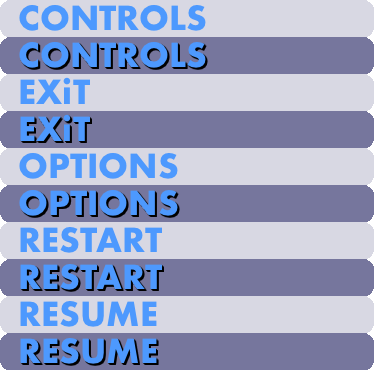 CONTROLS
CONTROLS
EXiT
EXiT
OPTIONS
OPTIONS
RESTART
RESTART
RESUME
RESUME